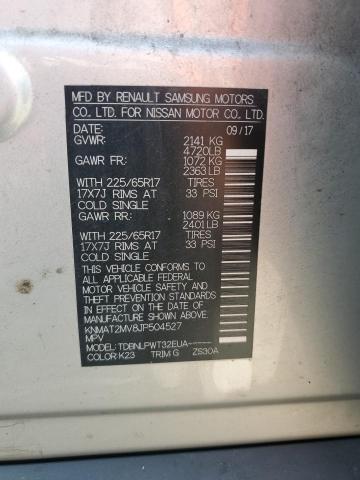 MFD BY RENAULT SAMSUNG MOTORS
CO. LTD. FOR NISSAN MOTOR CO., LTD.
DATE: 09/17
GVWR: 2141 KG
4720LB
GAWR FR: 1072 KG
2363LB
WITH 225/65R17 TIRES
17X7J RIMS AT 33 PSI
COLD SINGLE
GAWR RR: 1089 KG
2401LB
WITH 225/65R17 TIRES
17X7J RIMS AT 33 PSI
COLD SINGLE
THIS VEHICLE CONFORMS
TO ALL APPLICABLE FEDERAL
MOTOR VEHICLE SAFETY AND
THEFT PREVENTION STANDARDS
IN EFFECT ON THE DATE OF
MANUFACTURE SHOWN ABOVE.
KNMAT2MV8JP504527
MPV
MODEL: TDBNLPWT32EUA-----
COLOR: K23 TRIM: G ZS30A